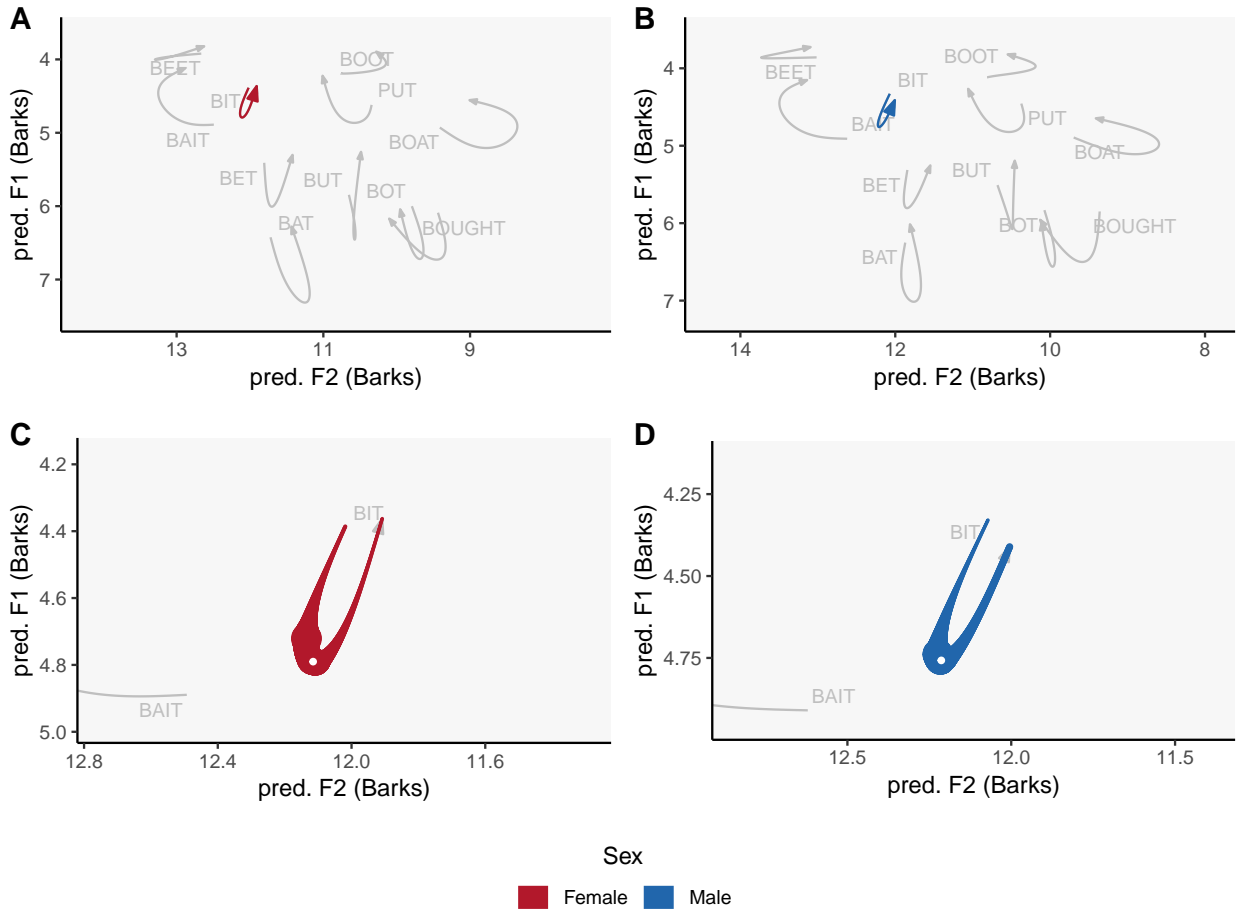 A
pred. F1 (Barks)
4
5
6
7
BEET
BOOT
BIT
PUT
BAIT
BOAT
BET
BUT
BOT
BAT
BOUGHT
13
11
9
pred. F2 (Barks)
B
pred. F1 (Barks)
4
5
6
7
BEET
BOOT
BIT
BAIT
PUT
BOAT
BET
BUT
BAT
BOT
BOUGHT
14
12
10
8
pred. F2 (Barks)
C
pred. F1 (Barks)
4.2
4.4
4.6
4.8
5.0
BIT
BAIT
12.8
12.4
12.0
11.6
pred. F2 (Barks)
D
pred. F1 (Barks)
4.25
4.50
4.75
BIT
BAIT
12.5
12.0
11.5
pred. F2 (Barks)
Sex
Female
Male